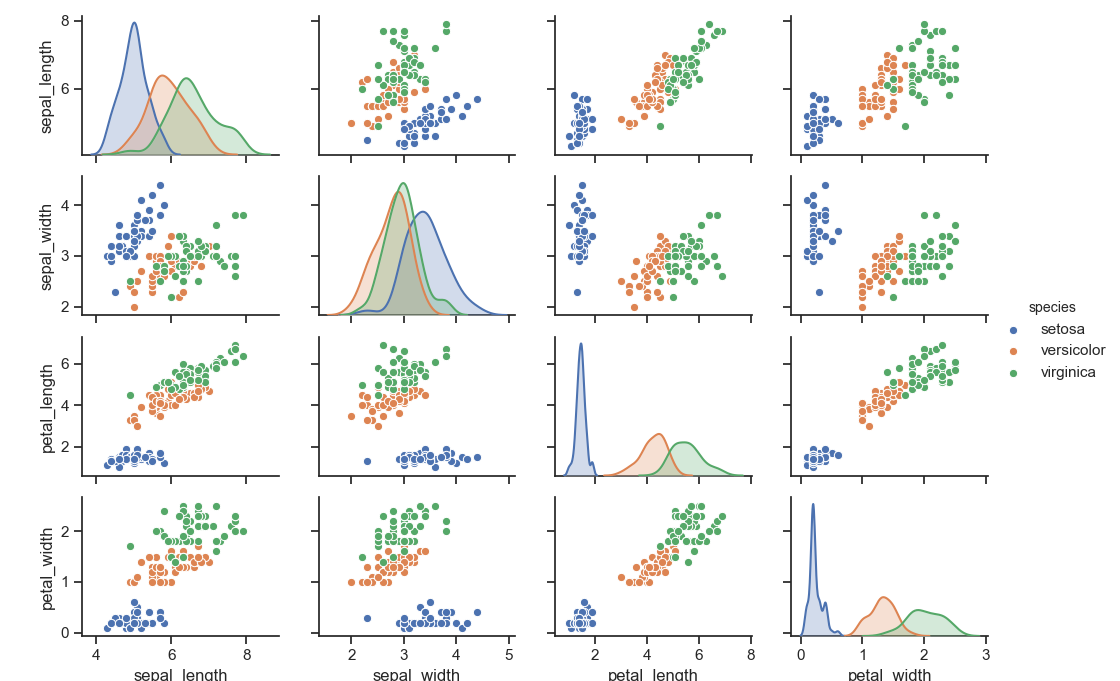 sepal_length
8
6
sepal_width
4
3
2
petal_length
6
4
2
petal_width
2
1
0
4 6 8
2 3 4 5
2 4 6 8
0 1 2 3
sepal_length sepal_width petal_length petal_width
species
setosa
versicolor
virginica